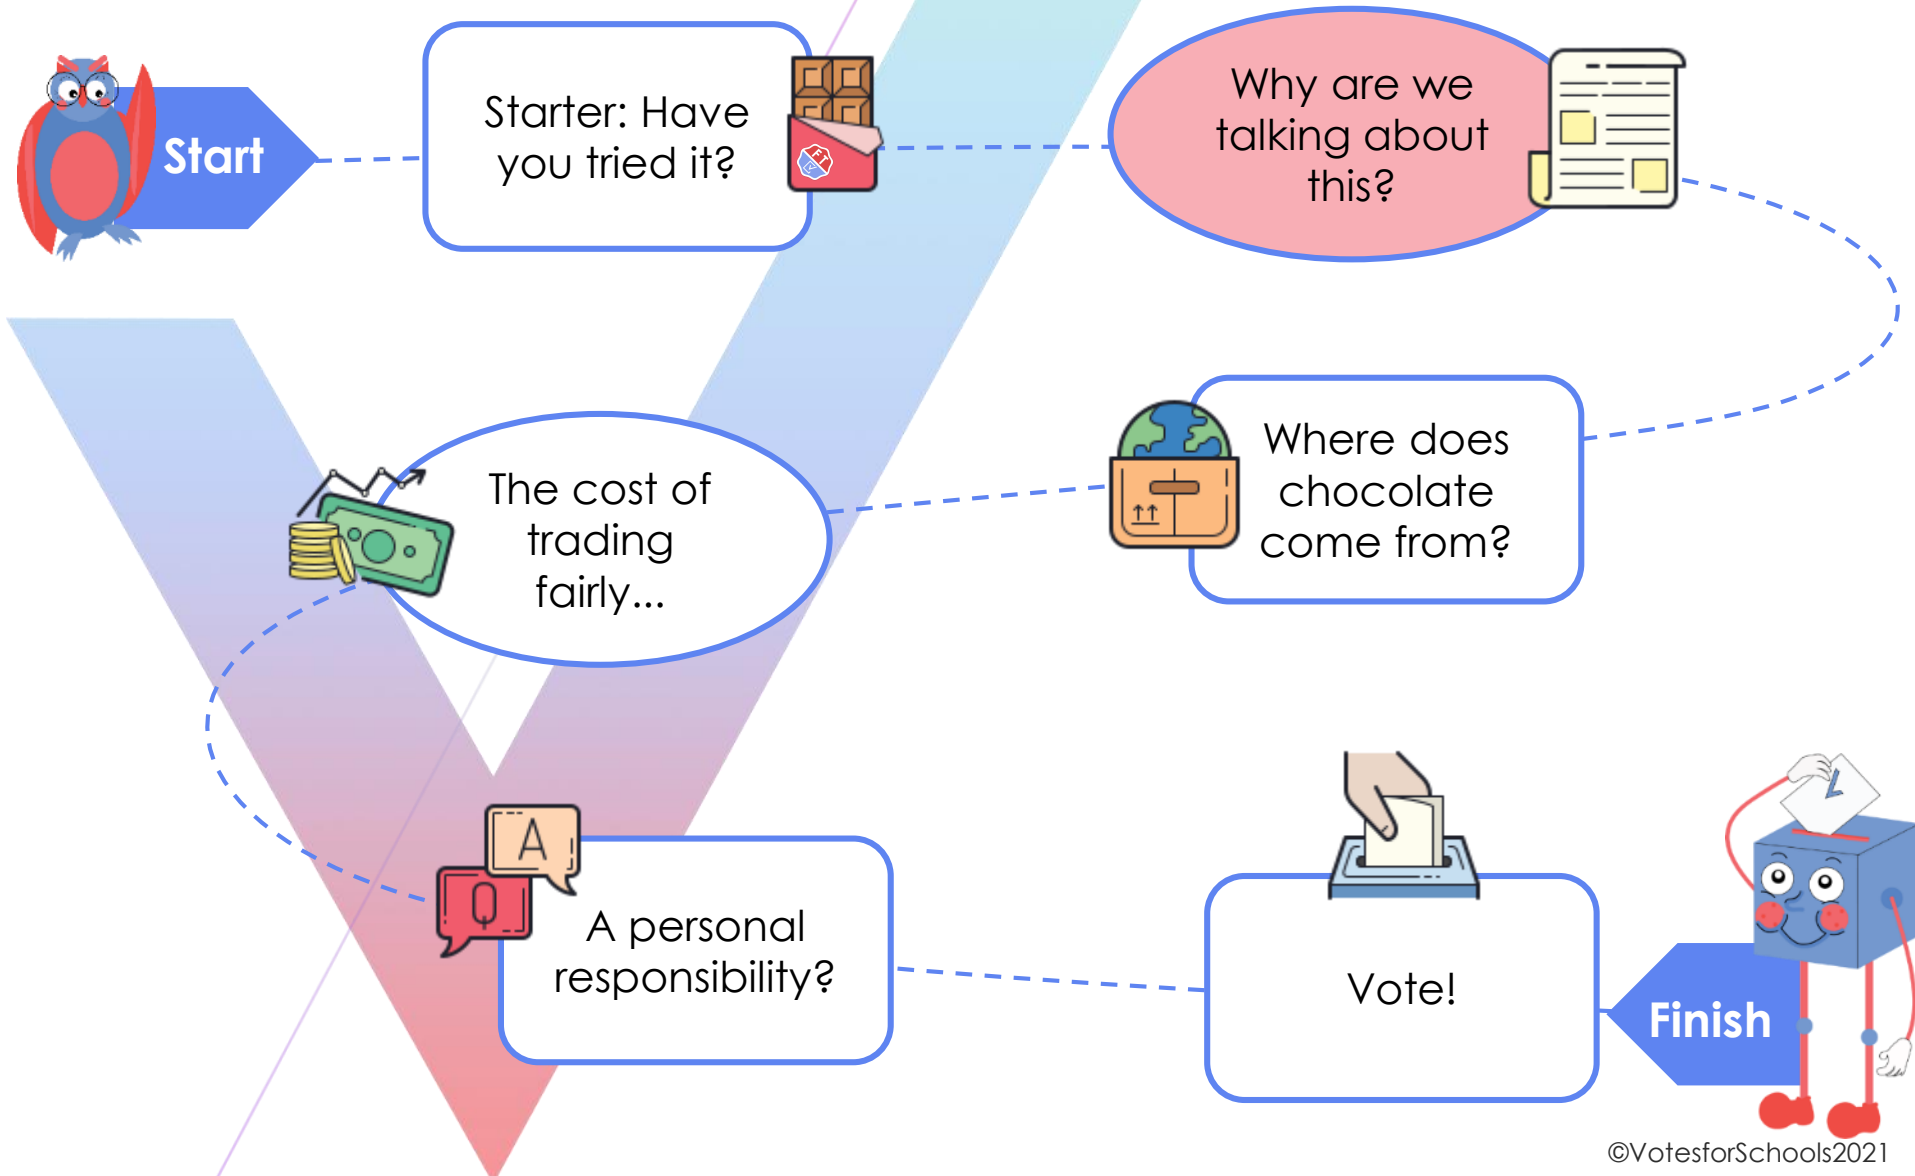 Start
Starter: Have
you tried it?
FT
Why are we
talking about
this?
Where does
chocolate
come from?
The cost of
trading
fairly...
A
Q
A personal
responsibility?
Vote!
Finish
©VotesforSchools2021